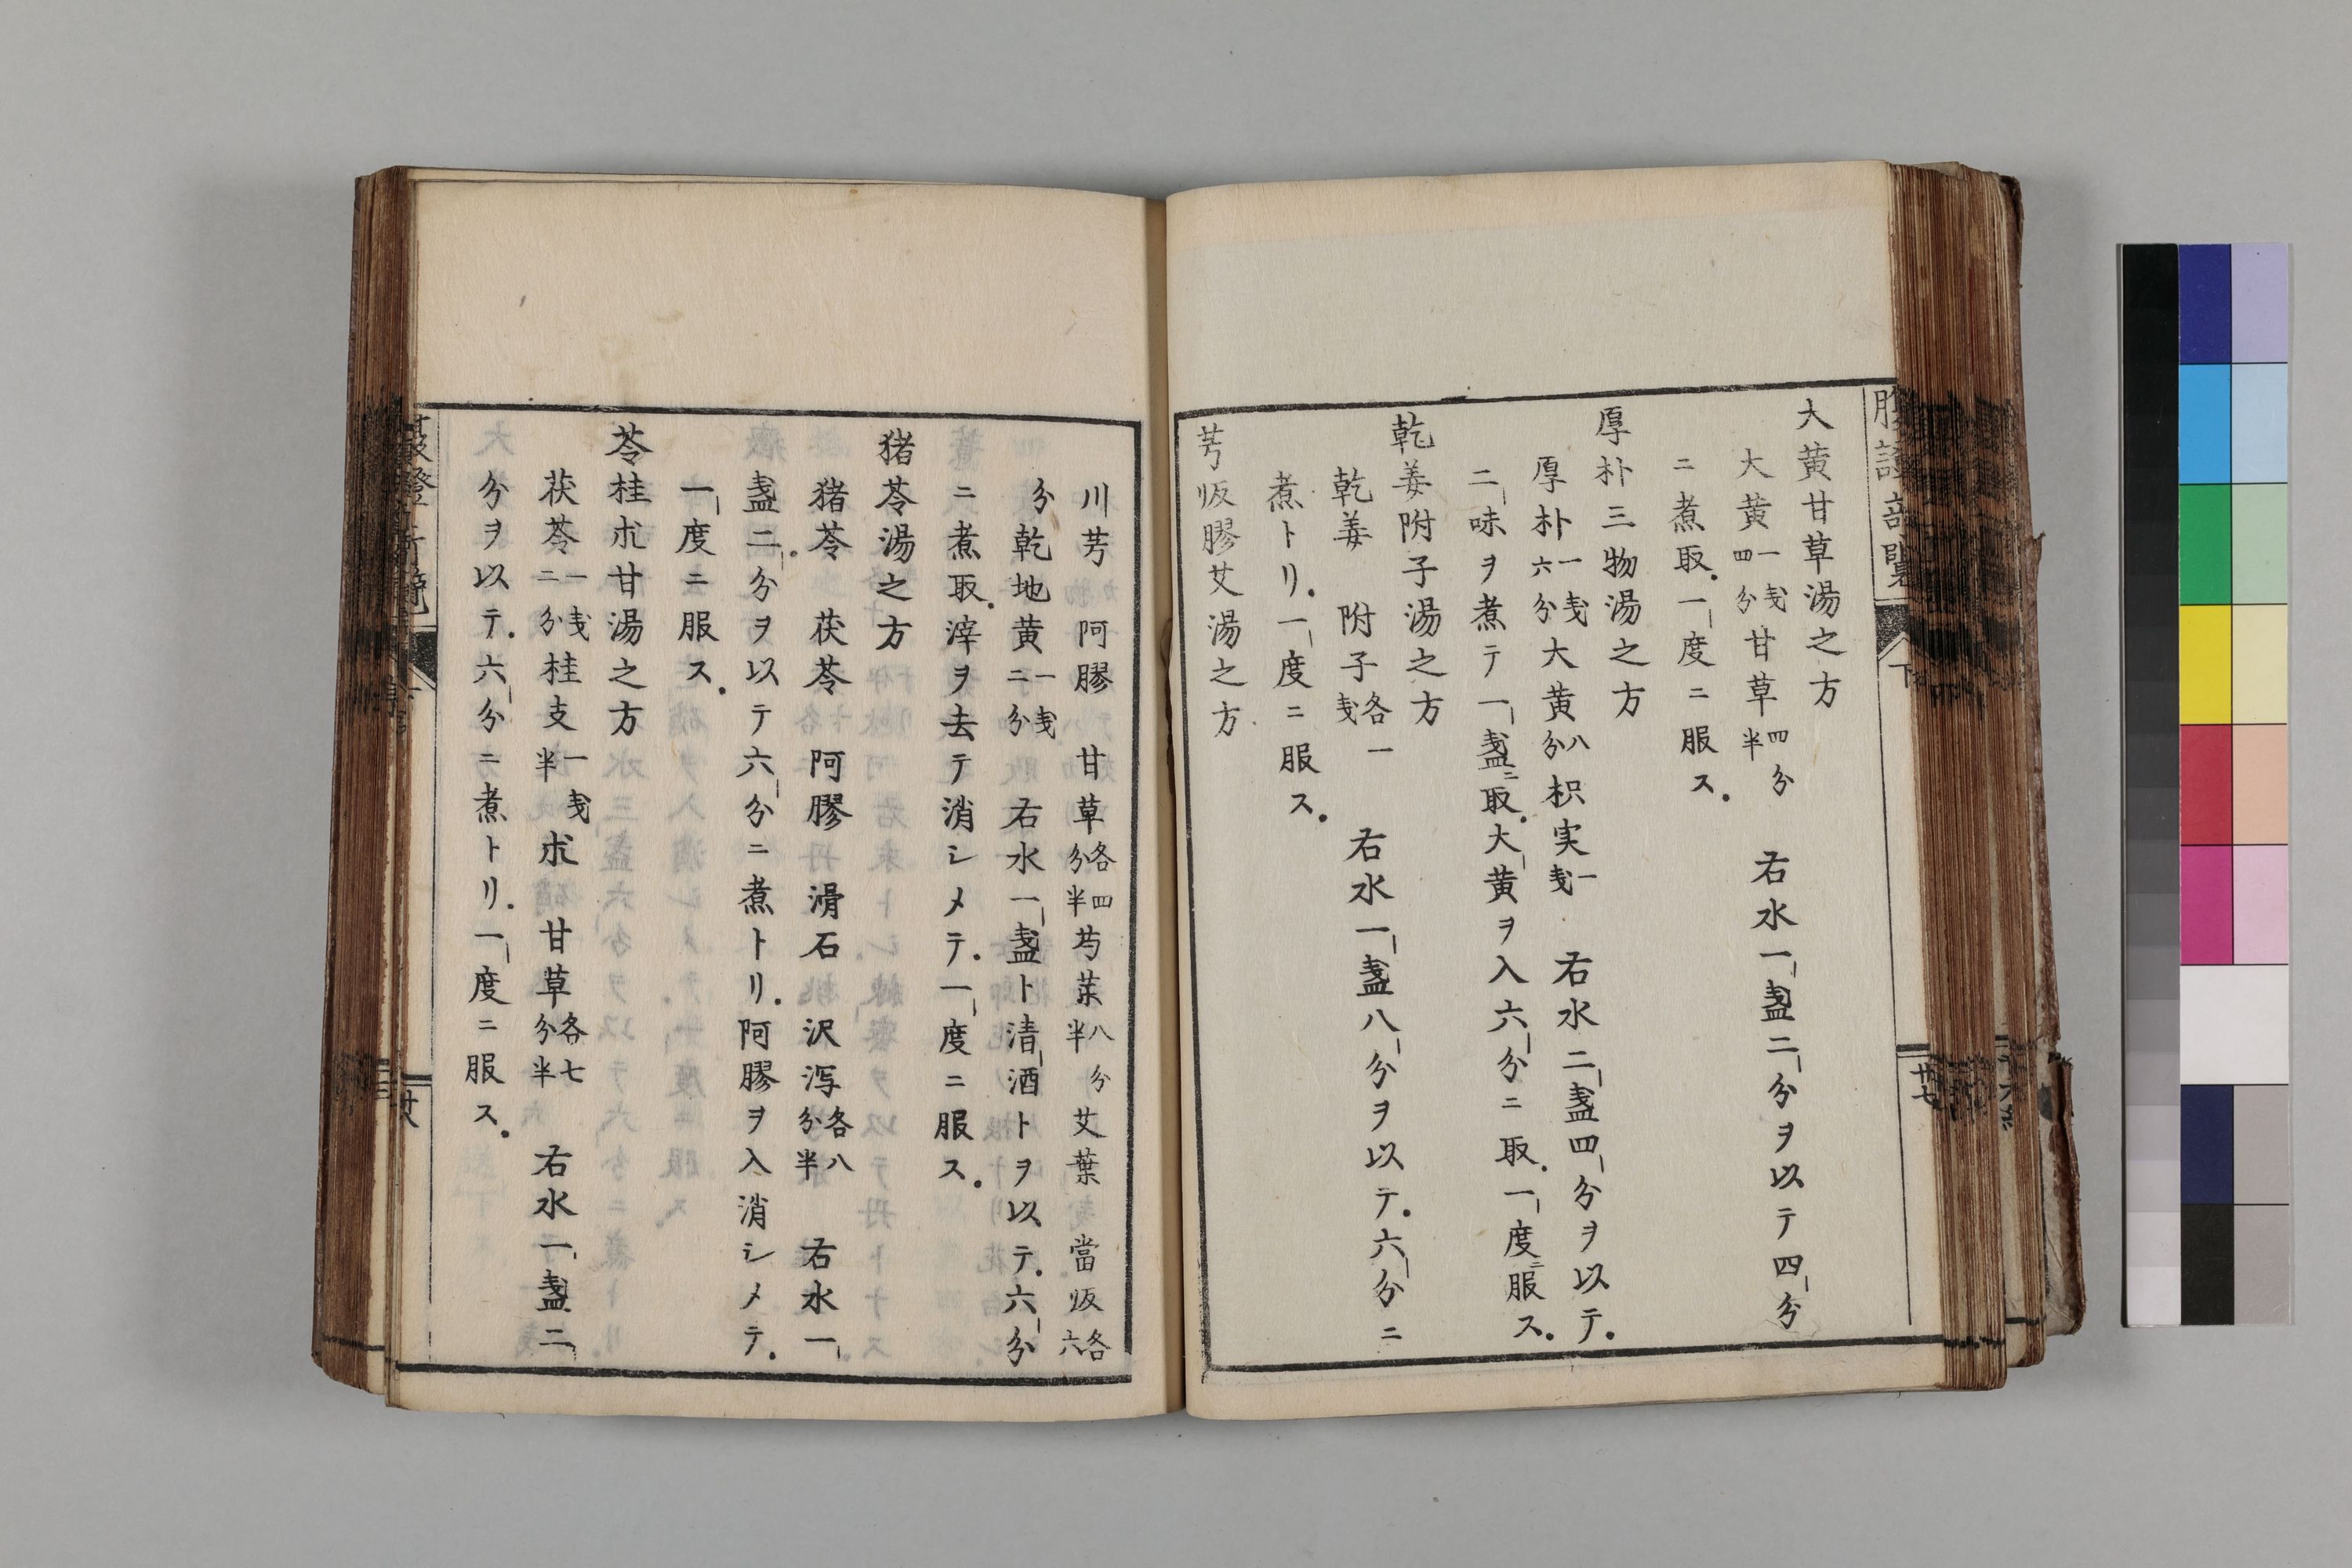 大黄甘草湯之方
大黄一戔四分甘草四分半　右水一盞二分ヲ以テ四分
ニ煮取.一度ニ服ス.
厚朴三物湯之方
厚朴一戔六分大黄八分枳実一戔　右水二盞四分ヲ以テ.
二味ヲ煮テ一盞ニ取.大黄ヲ入六分ニ取.一度ニ服ス.
乾姜附子湯之方
乾姜　附子各一戔　右水一盞八分ヲ以テ.六分ニ
煮トリ.一度ニ服ス.
芎皈膠艾湯之方
下
廿七
川芎　阿膠　甘草各四分半芍薬八分半艾葉　當皈各六
分乾地黄一戔二分　右水一盞ト清酒トヲ以テ.六分
ニ煮取.滓ヲ去テ消シメテ.一度ニ服ス.
猪苓湯之方
猪苓　茯苓　阿膠　滑石　沢泻各八分半　右水一
盞二.分ヲ以テ六分ニ煮トリ.阿膠ヲ入消シメテ.
一度ニ服ス.
苓桂朮甘湯之方
茯苓一戔二分桂支一戔半朮　甘草各七分半　右水一盞二
分ヲ以テ.六分ニ煮トリ.一度ニ服ス.
廿八